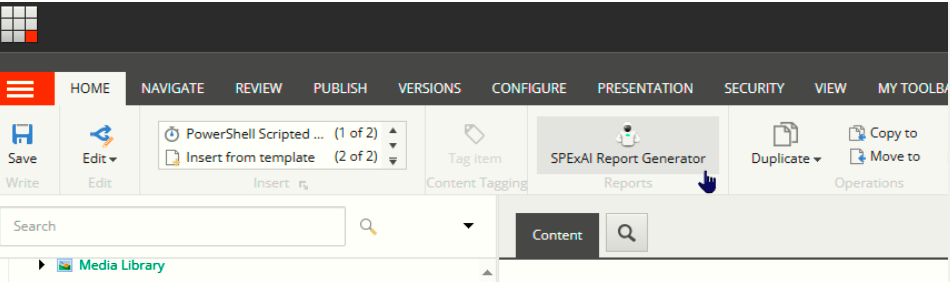 HOME NAVIGATE REVIEW PUBLISH VERSIONS CONFIGURE PRESENTATION SECURITY VIEW MY TOOLBA
Save
Edit
PowerShell Scripted ... (1 of 2)
Insert from template (2 of 2)
Tag item
SPExAI Report Generator
Duplicate
Copy to
Move to
Write Edit Insert Content Tagging Reports Operations
Search
Content
Media Library